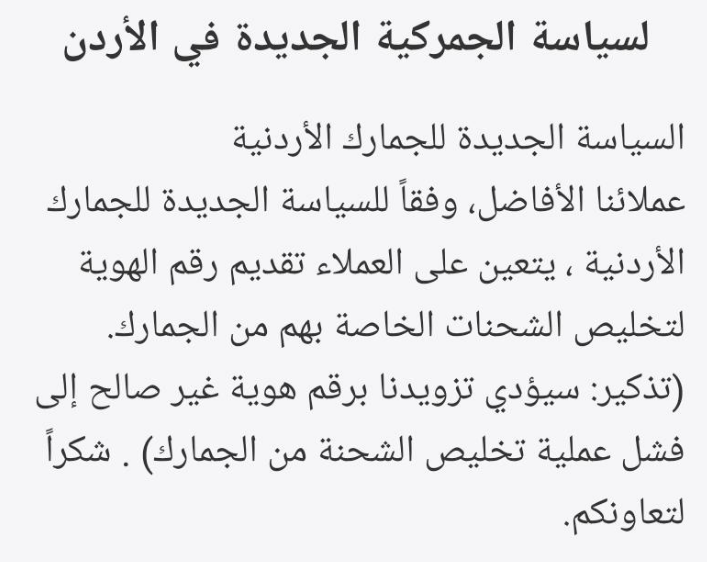 لسياسة الجمركية الجديدة في الأردن
السياسة الجديدة للجمارك الأردنية
عملائنا الأفاضل، وفقاً للسياسة الجديدة للجمارك
الأردنية ، يتعين على العملاء تقديم رقم الهوية
لتخليص الشحنات الخاصة بهم من الجمارك.
(تذكير: سيؤدي تزويدنا برقم هوية غير صالح إلى
فشل عملية تخليص الشحنة من الجمارك) . شكراً
لتعاونكم.